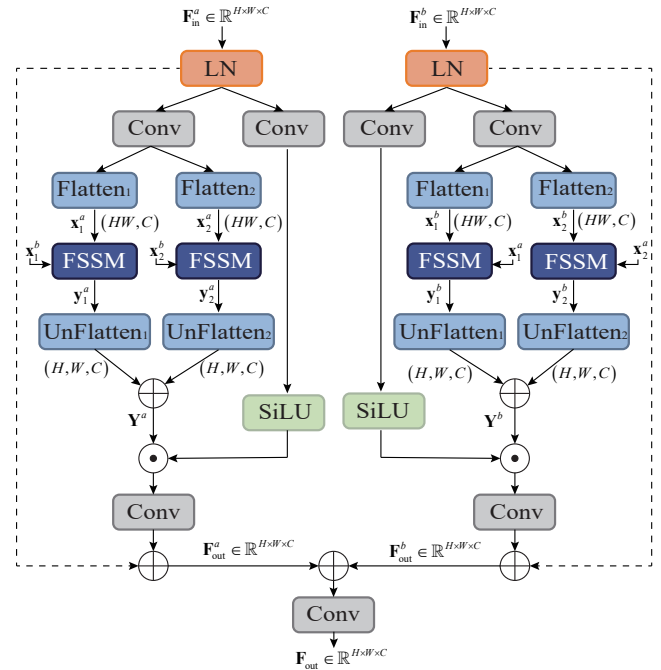 F_in^a ∈ ℝ^{H×W×C} F_in^b ∈ ℝ^{H×W×C}
LN LN
Conv Conv Conv Conv
Flatten₁ Flatten₂ Flatten₁ Flatten₂
x_1^a (HW, C) x_2^a (HW, C) x_1^b (HW, C) x_2^b (HW, C)
x_1^b FSSM x_2^b FSSM FSSM x_1^a FSSM x_2^a
y_1^a y_2^a y_1^b y_2^b
UnFlatten₁ UnFlatten₂ UnFlatten₁ UnFlatten₂
(H, W, C) (H, W, C) (H, W, C) (H, W, C)
Y^a SiLU SiLU Y^b
Conv Conv
F_out^a ∈ ℝ^{H×W×C} F_out^b ∈ ℝ^{H×W×C}
Conv
F_out ∈ ℝ^{H×W×C}